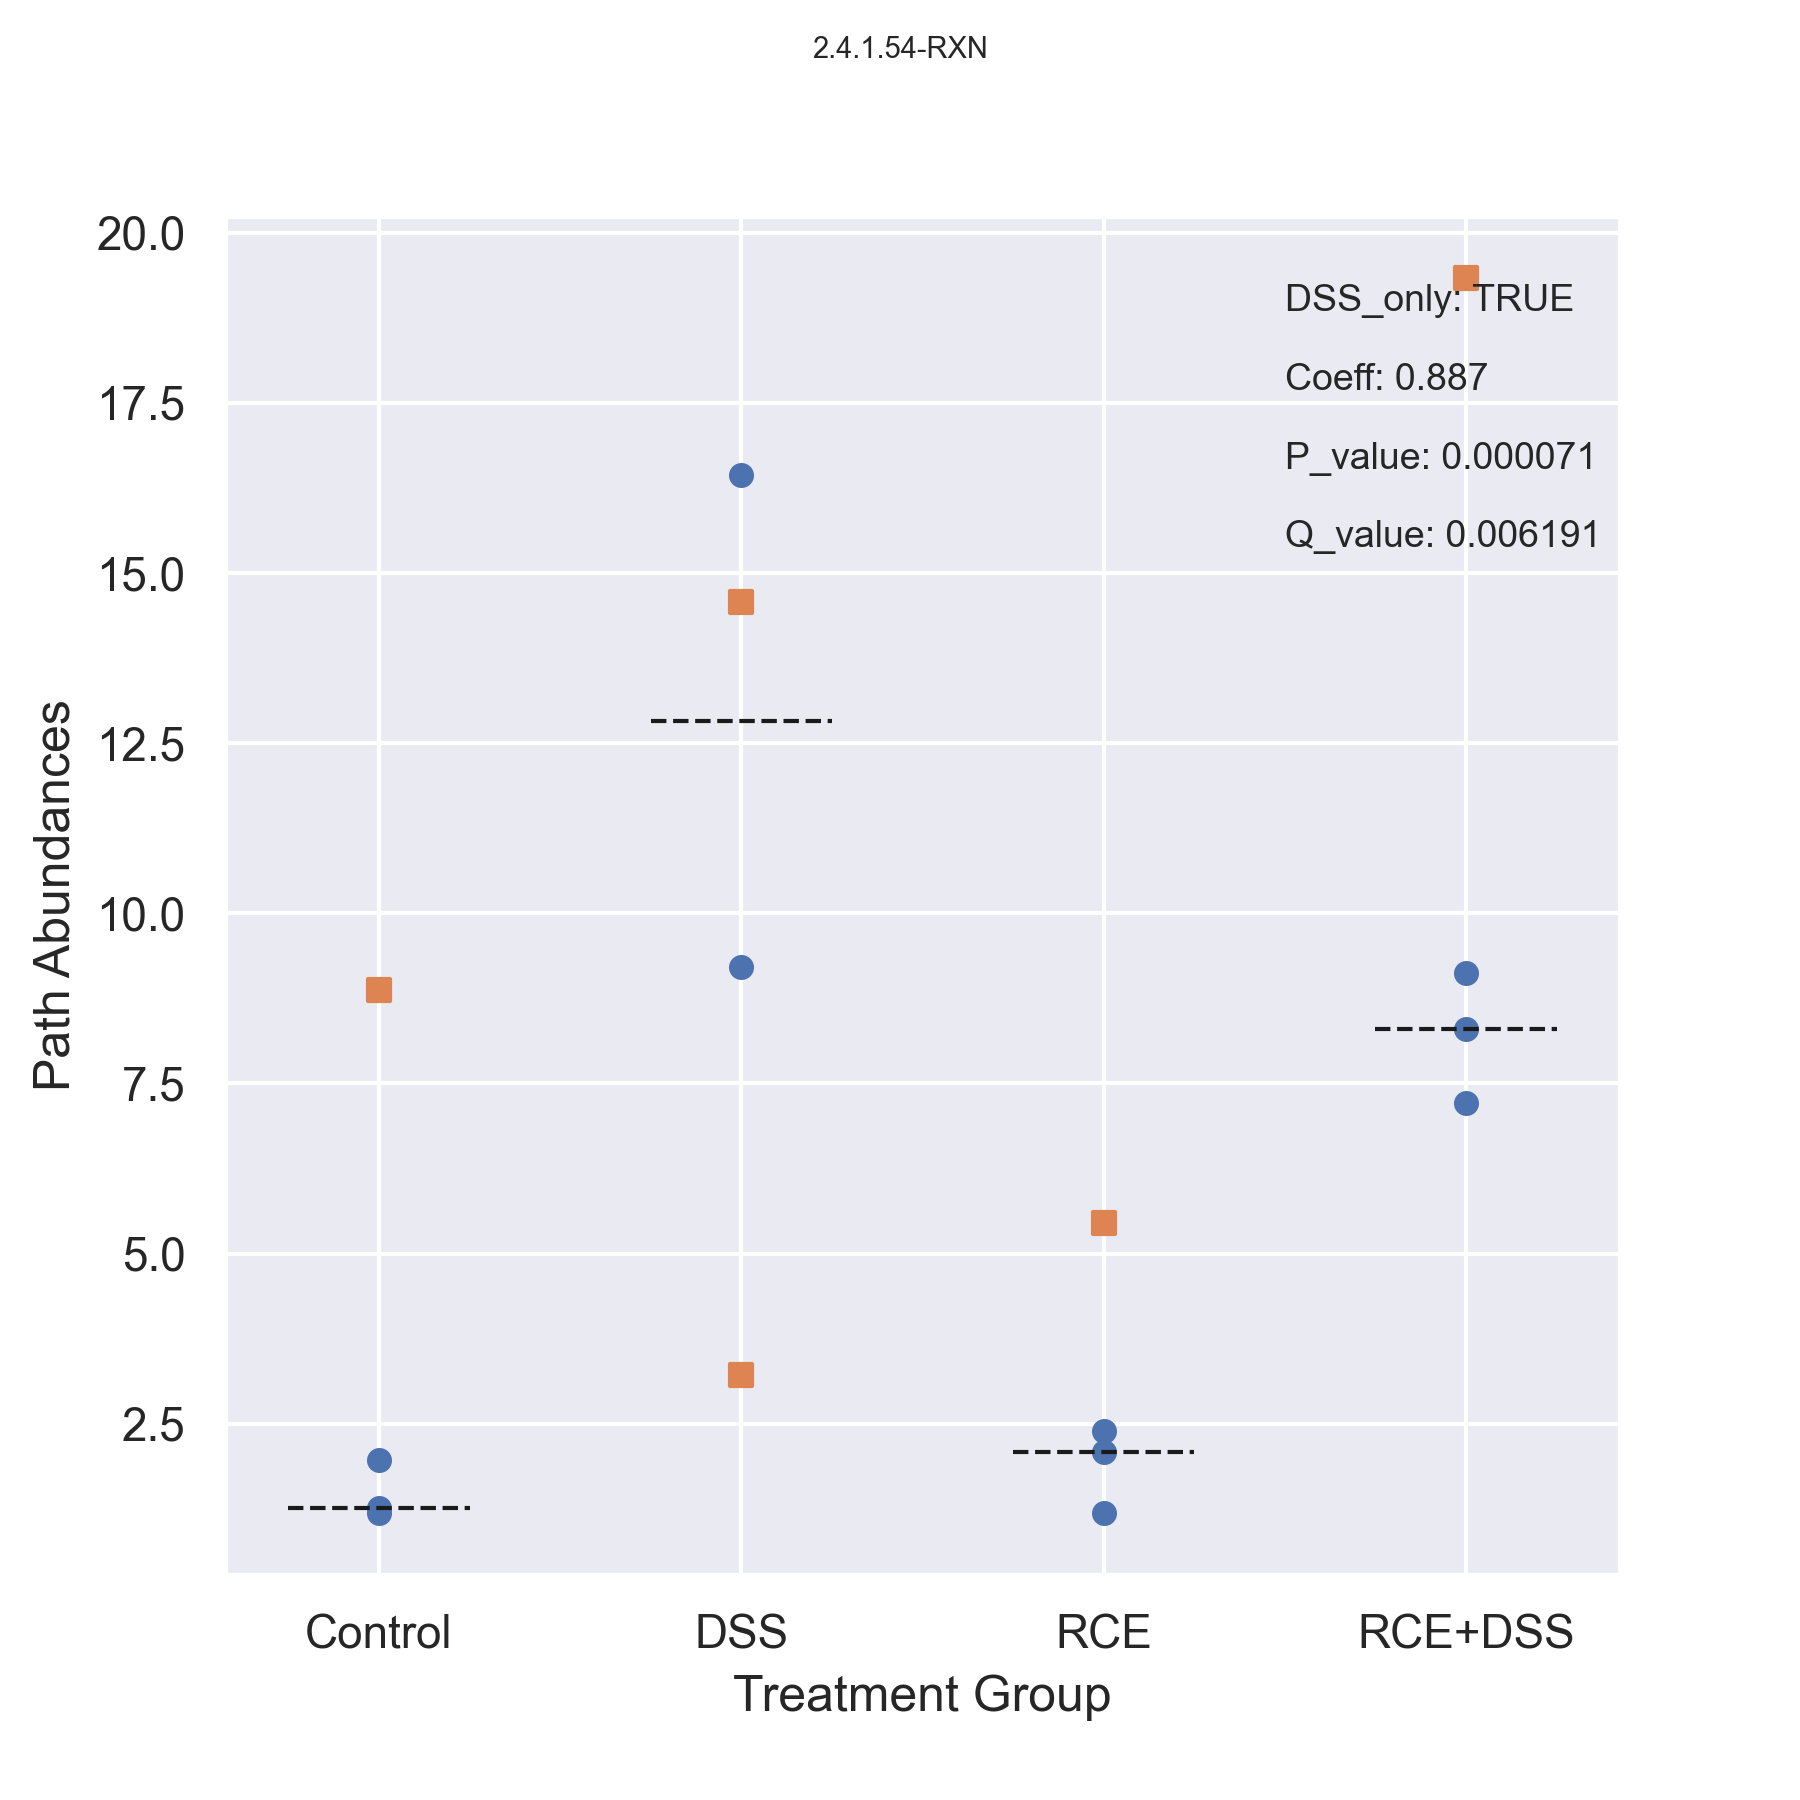 2.4.1.54-RXN
20.0
17.5
15.0
12.5
10.0
7.5
5.0
2.5
Path Abundances
DSS_only: TRUE
Coeff: 0.887
P_value: 0.000071
Q_value: 0.006191
Control DSS RCE RCE+DSS
Treatment Group